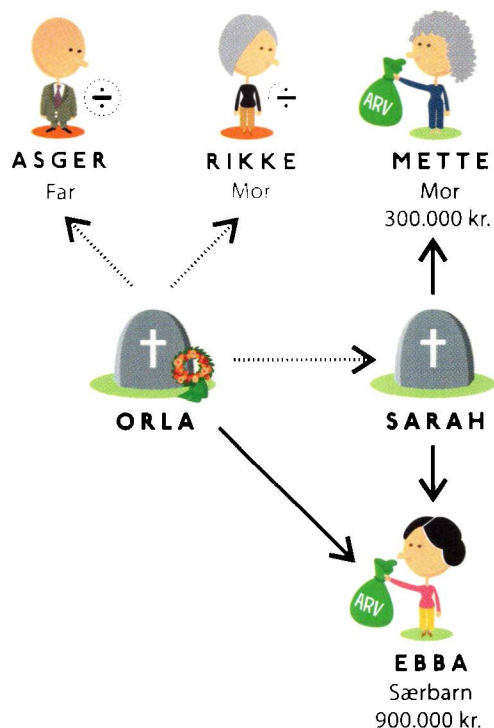 ARV
ASGER
Far
÷
RIKKE
Mor
÷
METTE
Mor
300.000 kr.
ORLA
SARAH
ARV
EBBA
Særbarn
900.000 kr.